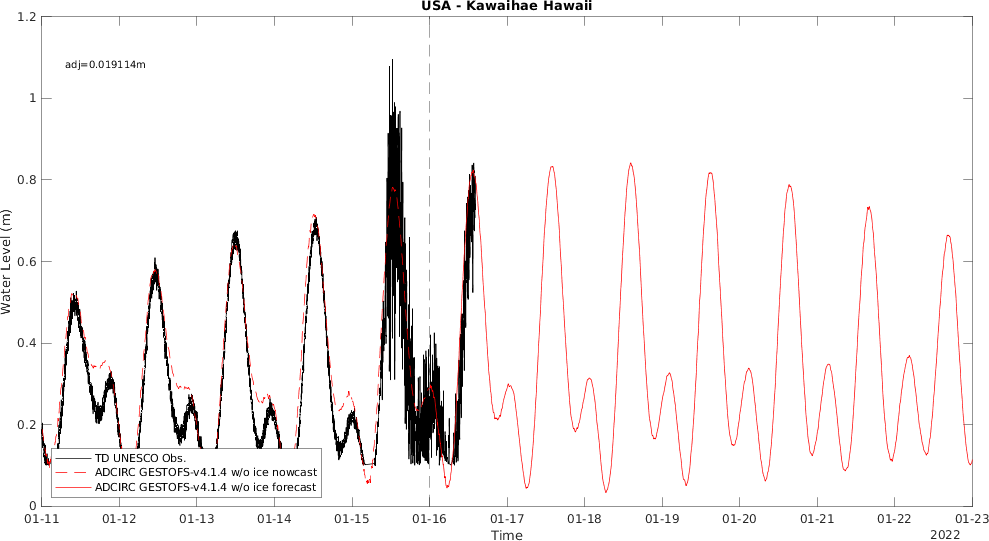 USA - Kawaihae Hawaii
adj=0.019114m
Water Level (m)
1.2
1
0.8
0.6
0.4
0.2
0
TD UNESCO Obs.
ADCIRC GESTOFS-v4.1.4 w/o ice nowcast
ADCIRC GESTOFS-v4.1.4 w/o ice forecast
01-11 01-12 01-13 01-14 01-15 01-16 01-17 01-18 01-19 01-20 01-21 01-22 01-23
Time
2022